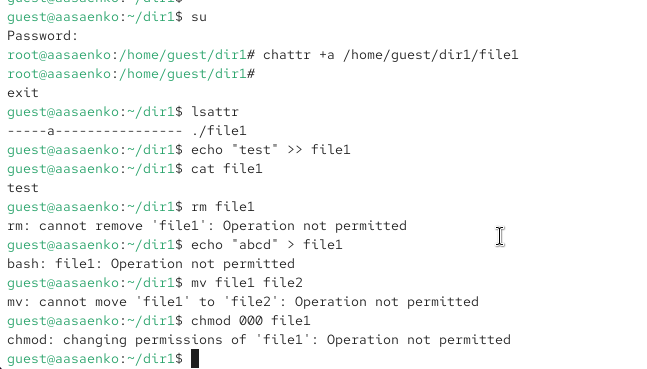 guest@aasaenko:~/dir1$ su
Password:
root@aasaenko:/home/guest/dir1# chattr +a /home/guest/dir1/file1
root@aasaenko:/home/guest/dir1#
exit
guest@aasaenko:~/dir1$ lsattr
-----a---------------- ./file1
guest@aasaenko:~/dir1$ echo "test" >> file1
guest@aasaenko:~/dir1$ cat file1
test
guest@aasaenko:~/dir1$ rm file1
rm: cannot remove 'file1': Operation not permitted
guest@aasaenko:~/dir1$ echo "abcd" > file1
bash: file1: Operation not permitted
guest@aasaenko:~/dir1$ mv file1 file2
mv: cannot move 'file1' to 'file2': Operation not permitted
guest@aasaenko:~/dir1$ chmod 000 file1
chmod: changing permissions of 'file1': Operation not permitted
guest@aasaenko:~/dir1$